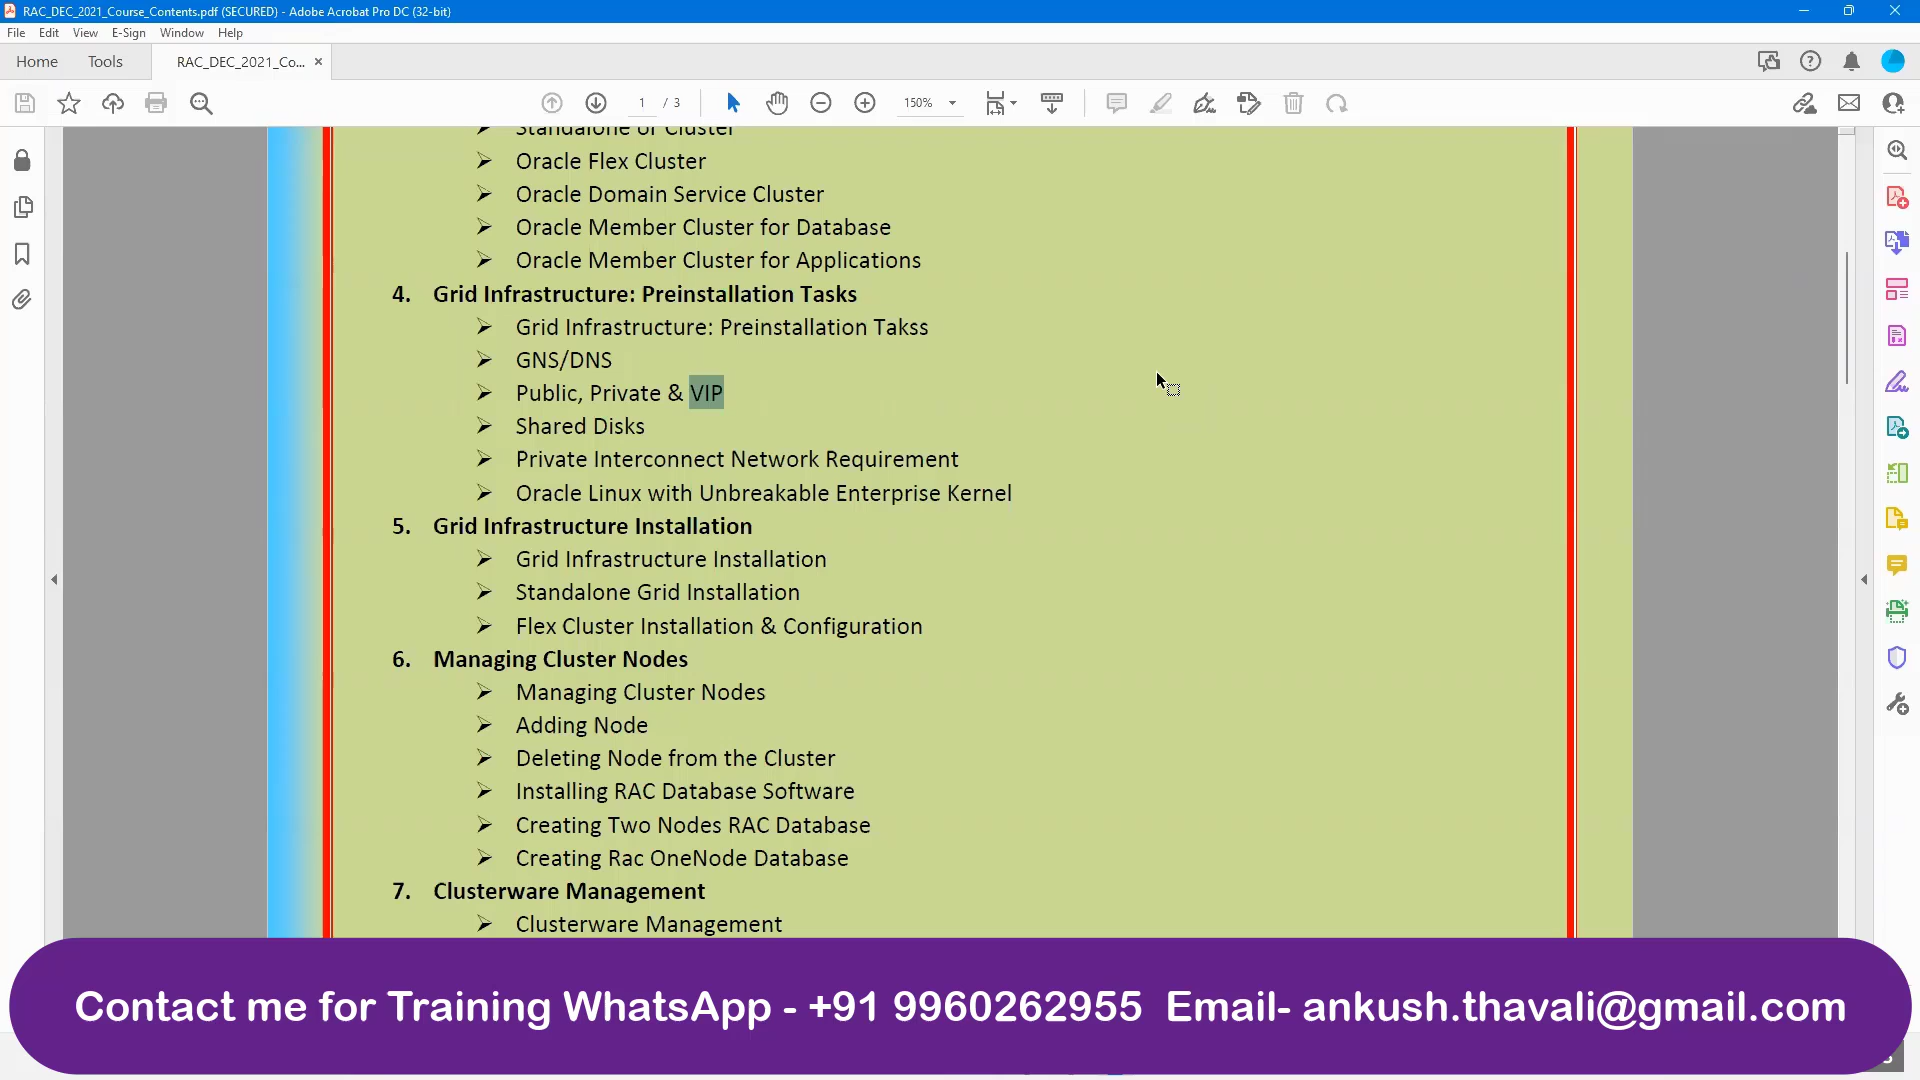 RAC_DEC_2021_Course_Contents.pdf (SECURED) - Adobe Acrobat Pro DC (32-bit)
File Edit View E-Sign Window Help
Home Tools RAC_DEC_2021_Co... ×
1 / 3 150%
Standalone or Cluster
➢ Oracle Flex Cluster
➢ Oracle Domain Service Cluster
➢ Oracle Member Cluster for Database
➢ Oracle Member Cluster for Applications
4. Grid Infrastructure: Preinstallation Tasks
➢ Grid Infrastructure: Preinstallation Takss
➢ GNS/DNS
➢ Public, Private & VIP
➢ Shared Disks
➢ Private Interconnect Network Requirement
➢ Oracle Linux with Unbreakable Enterprise Kernel
5. Grid Infrastructure Installation
➢ Grid Infrastructure Installation
➢ Standalone Grid Installation
➢ Flex Cluster Installation & Configuration
6. Managing Cluster Nodes
➢ Managing Cluster Nodes
➢ Adding Node
➢ Deleting Node from the Cluster
➢ Installing RAC Database Software
➢ Creating Two Nodes RAC Database
➢ Creating Rac OneNode Database
7. Clusterware Management
➢ Clusterware Management
Contact me for Training WhatsApp - +91 9960262955 Email- ankush.thavali@gmail.com